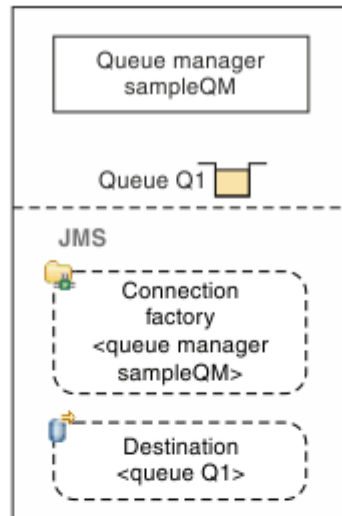 Queue manager
sampleQM
Queue Q1
JMS
Connection
factory
<queue manager
sampleQM>
Destination
<queue Q1>